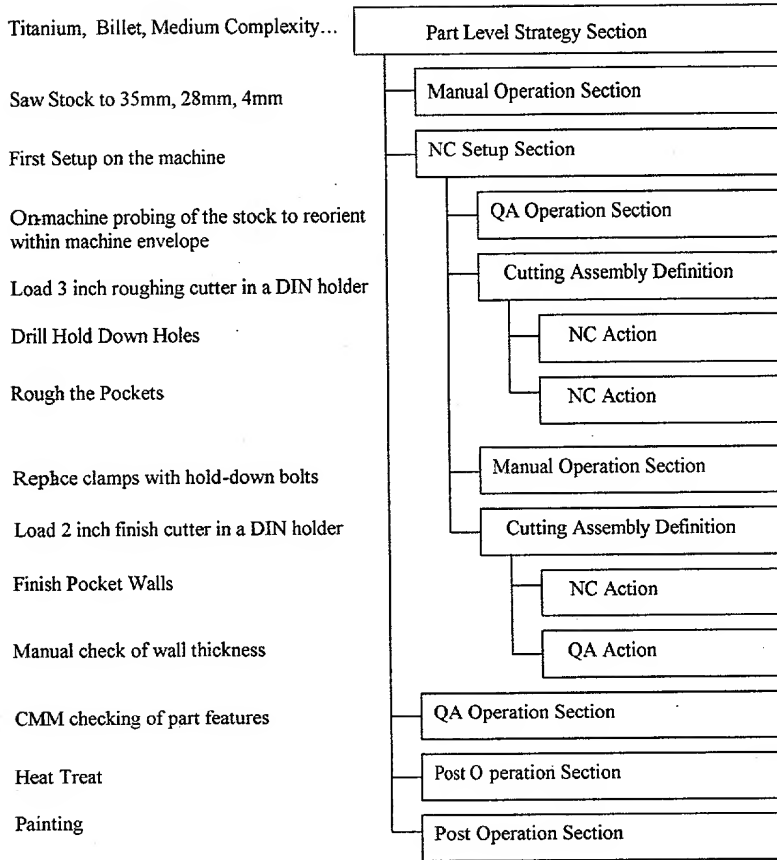 Titanium, Billet, Medium Complexity...
Part Level Strategy Section
Saw Stock to 35mm, 28mm, 4mm
Manual Operation Section
First Setup on the machine
NC Setup Section
On-machine probing of the stock to reorient
within machine envelope
QA Operation Section
Load 3 inch roughing cutter in a DIN holder
Cutting Assembly Definition
Drill Hold Down Holes
NC Action
Rough the Pockets
NC Action
Rephce clamps with hold-down bolts
Manual Operation Section
Load 2 inch finish cutter in a DIN holder
Cutting Assembly Definition
Finish Pocket Walls
NC Action
Manual check of wall thickness
QA Action
CMM checking of part features
QA Operation Section
Heat Treat
Post O peration Section
Painting
Post Operation Section